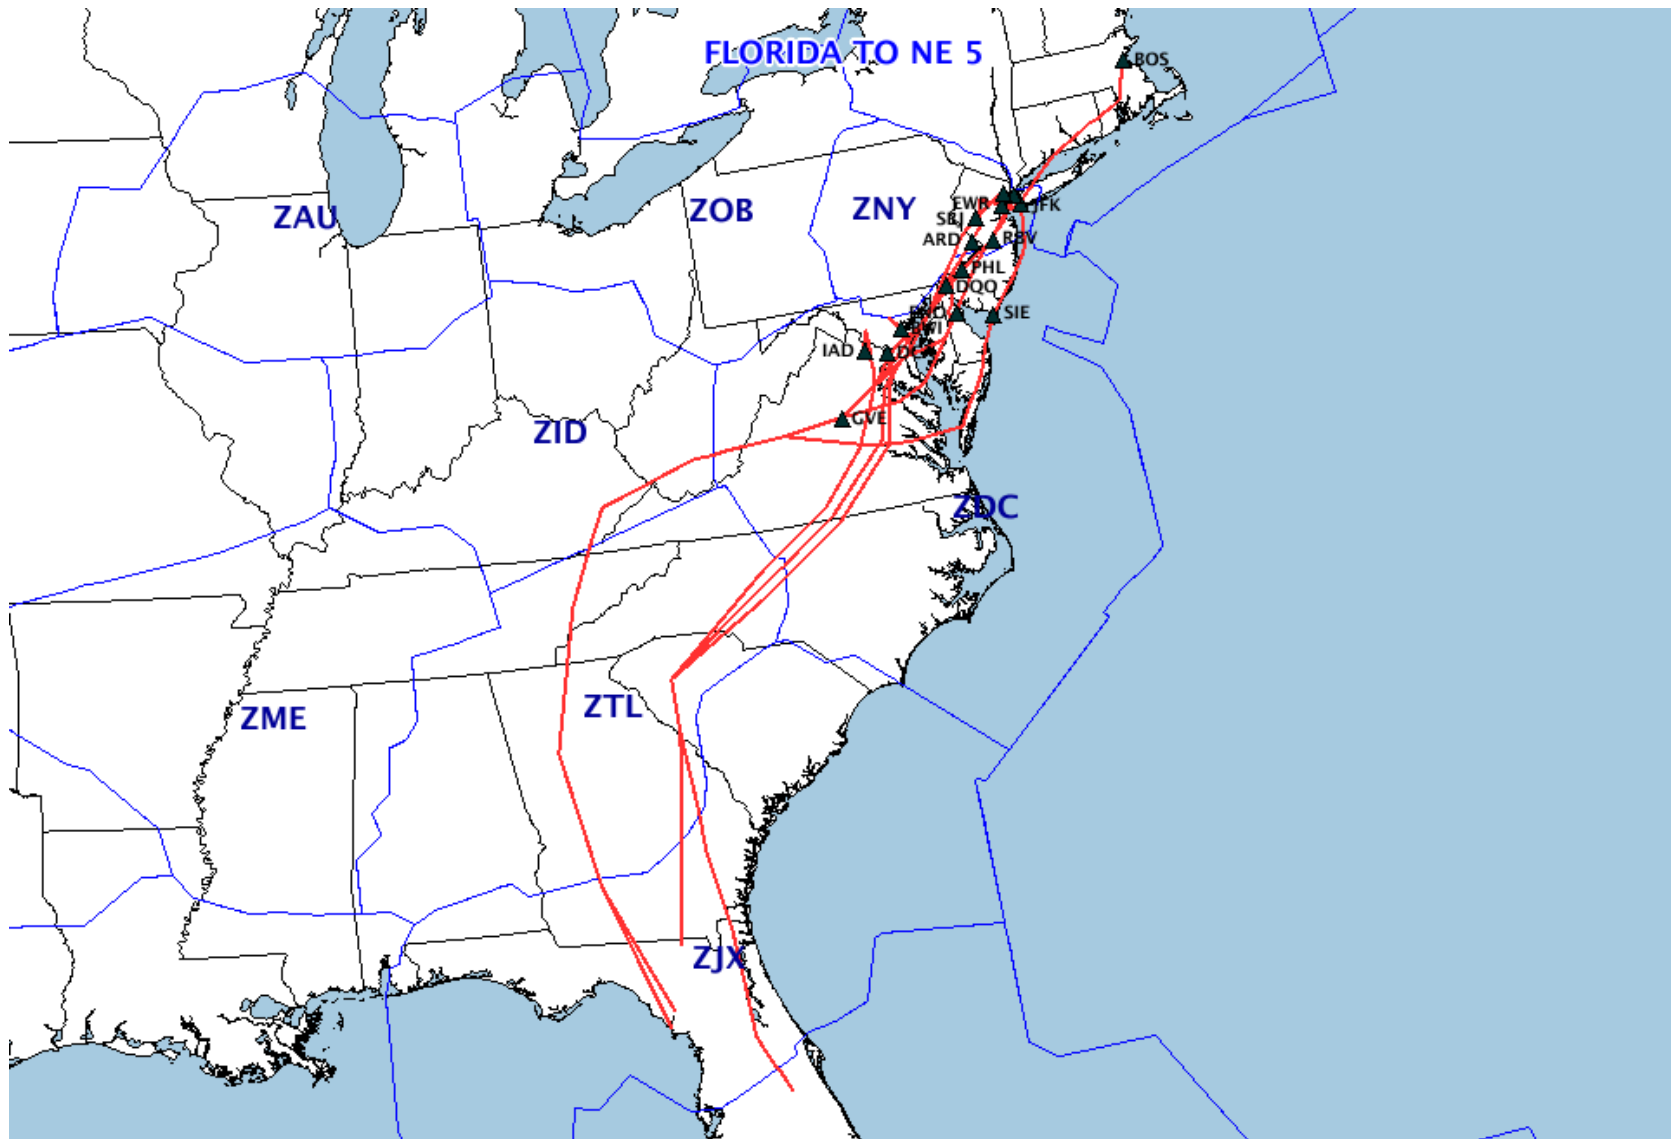 FLORIDA TO NE 5
BOS
ZAU
ZOB
ZNY
EWR
JFK
SBJ
ARD
RBV
PHL
DQO
SIE
IAD
GVE
ZID
ZDC
ZME
ZTL
ZJX